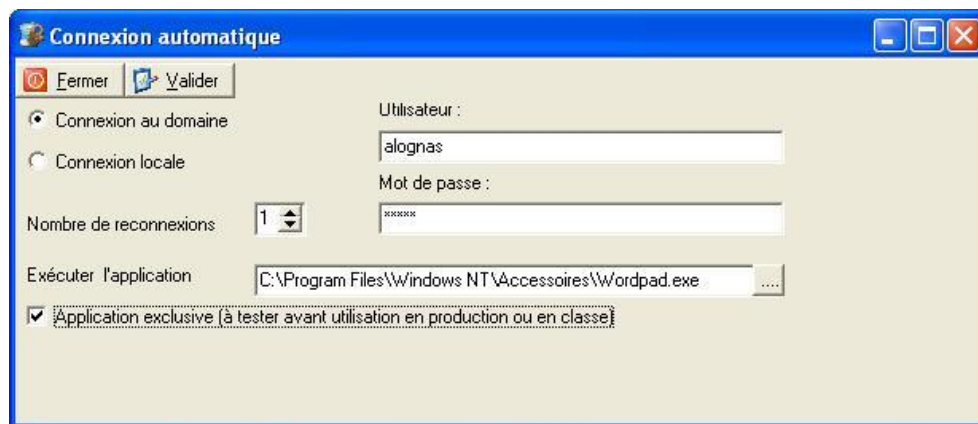 Connexion automatique
Fermer Valider
Connexion au domaine
Utilisateur :
alognas
Connexion locale
Mot de passe :
×××××
Nombre de reconnexions 1
Exécuter l'application C:\Program Files\Windows NT\Accessoires\Wordpad.exe ....
Application exclusive (à tester avant utilisation en production ou en classe)